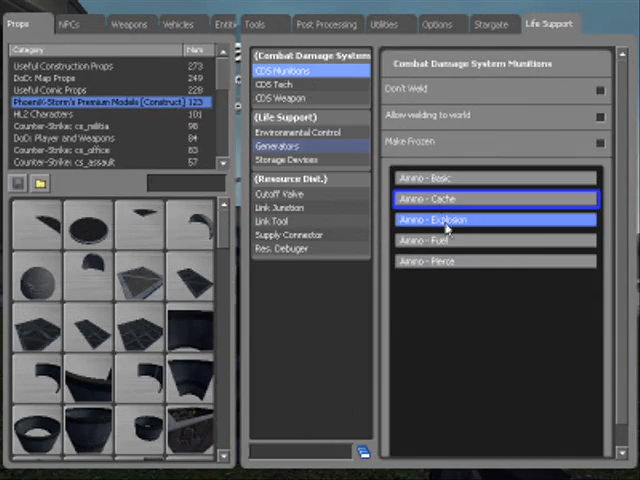 Props NPCs Weapons Vehicles Entiti Tools Post Processing Utilities Options Stargate Life Support
Category Num
Useful Construction Props 273
DoD: Map Props 249
Useful Comic Props 228
PhoeniX-Storm's Premium Models [Construct] 123
HL2 Characters 101
Counter-Strike: cs_militia 98
DoD: Player and Weapons 84
Counter-Strike: cs_office 83
Counter-Strike: cs_assault 57
(Combat Damage System
CDS Munitions
CDS Tech
CDS Weapon
(Life Support)
Environmental Control
Generators
Storage Devices
(Resource Dist.)
Cutoff Valve
Link Junction
Link Tool
Supply Connector
Res. Debuger
Combat Damage System Munitions
Don't Weld
Allow welding to world
Make Frozen
Ammo - Basic
Ammo - Cache
Ammo - Explosion
Ammo - Fuel
Ammo - Pierce